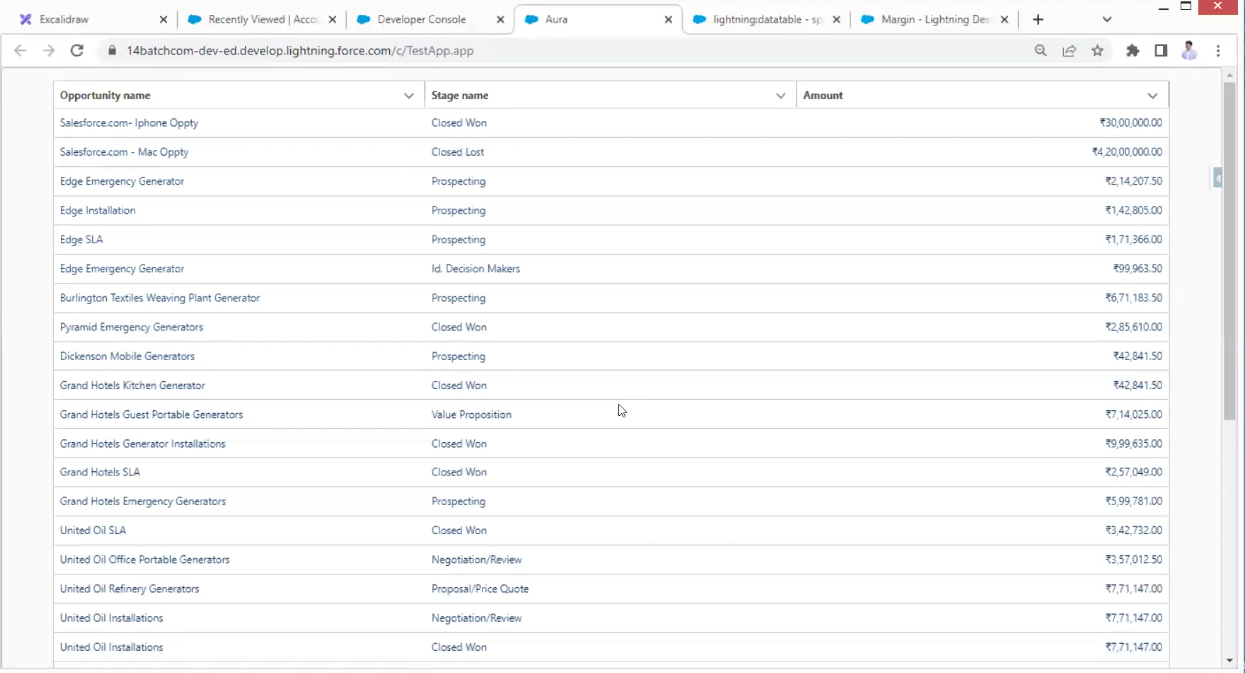 Excalidraw
Recently Viewed | Accou
Developer Console
Aura
lightning:datatable - sp
Margin - Lightning Des
14batchcom-dev-ed.develop.lightning.force.com/c/TestApp.app
Opportunity name Stage name Amount
Salesforce.com- Iphone Oppty Closed Won ₹30,00,000.00
Salesforce.com - Mac Oppty Closed Lost ₹4,20,00,000.00
Edge Emergency Generator Prospecting ₹2,14,207.50
Edge Installation Prospecting ₹1,42,805.00
Edge SLA Prospecting ₹1,71,366.00
Edge Emergency Generator Id. Decision Makers ₹99,963.50
Burlington Textiles Weaving Plant Generator Prospecting ₹6,71,183.50
Pyramid Emergency Generators Closed Won ₹2,85,610.00
Dickenson Mobile Generators Prospecting ₹42,841.50
Grand Hotels Kitchen Generator Closed Won ₹42,841.50
Grand Hotels Guest Portable Generators Value Proposition ₹7,14,025.00
Grand Hotels Generator Installations Closed Won ₹9,99,635.00
Grand Hotels SLA Closed Won ₹2,57,049.00
Grand Hotels Emergency Generators Prospecting ₹5,99,781.00
United Oil SLA Closed Won ₹3,42,732.00
United Oil Office Portable Generators Negotiation/Review ₹3,57,012.50
United Oil Refinery Generators Proposal/Price Quote ₹7,71,147.00
United Oil Installations Negotiation/Review ₹7,71,147.00
United Oil Installations Closed Won ₹7,71,147.00